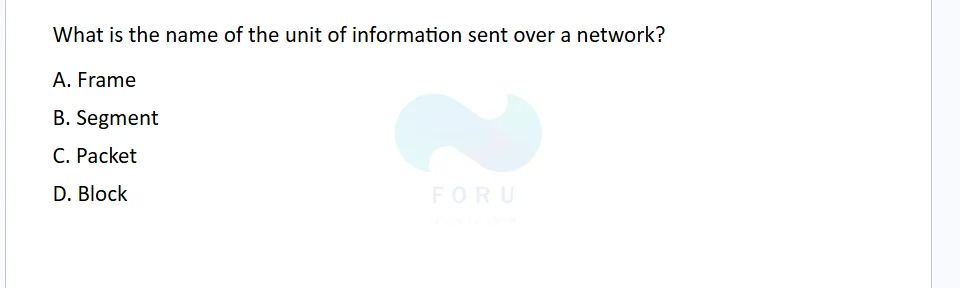 What is the name of the unit of information sent over a network?
A. Frame
B. Segment
C. Packet
D. Block
FORU